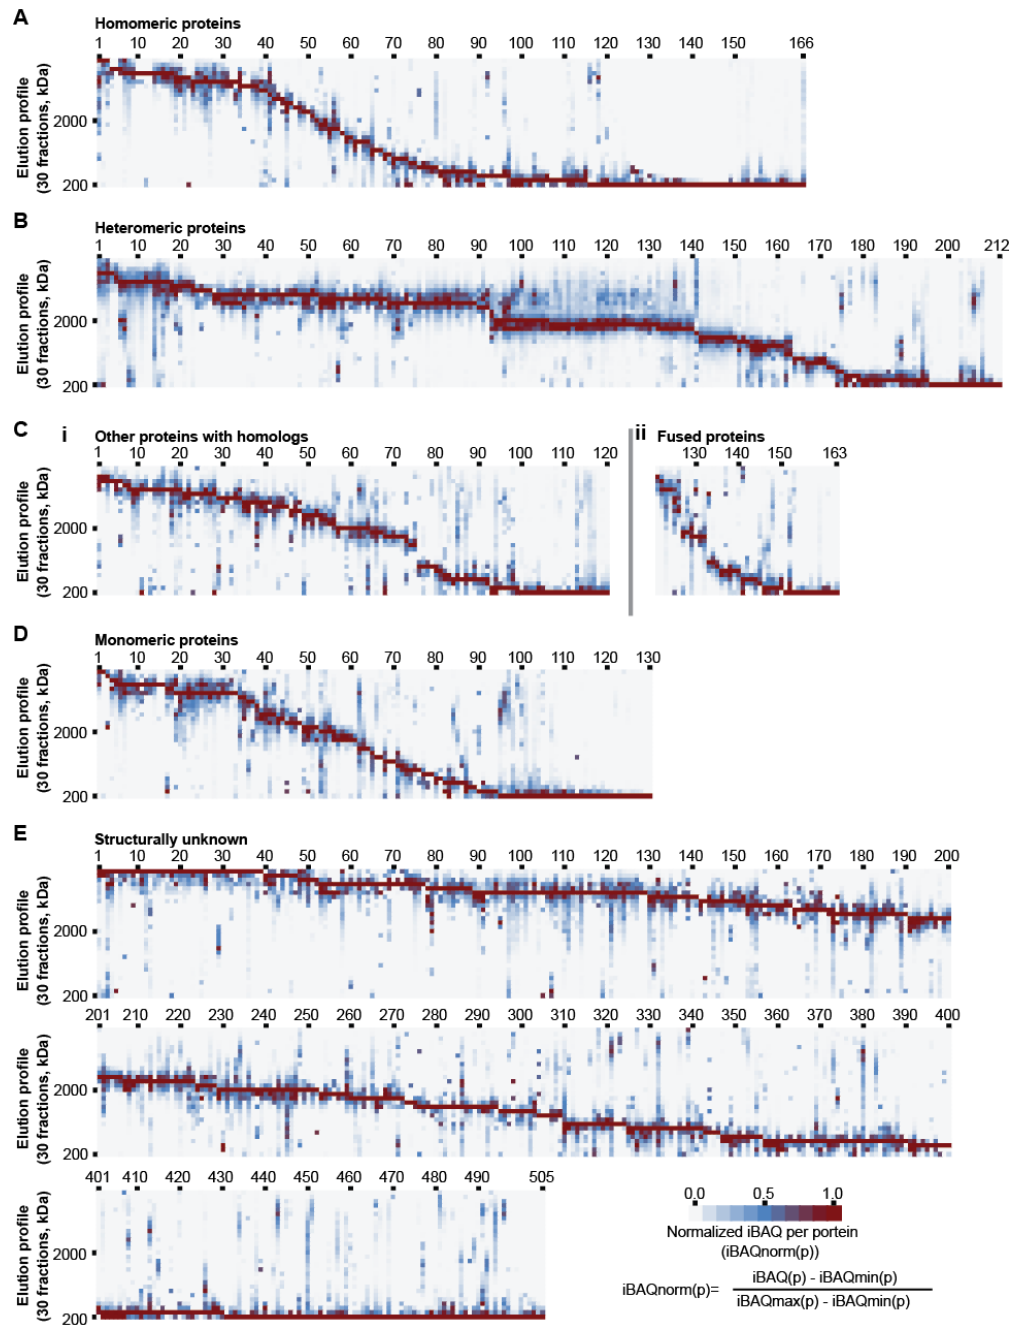 A
Homomeric proteins
1 10 20 30 40 50 60 70 80 90 100 110 120 130 140 150 166
Elution profile
(30 fractions, kDa)
2000
200
B
Heteromeric proteins
1 10 20 30 40 50 60 70 80 90 100 110 120 130 140 150 160 170 180 190 200 212
Elution profile
(30 fractions, kDa)
2000
200
C
i
Other proteins with homologs
1 10 20 30 40 50 60 70 80 90 100 110 120
Elution profile
(30 fractions, kDa)
2000
200
ii
Fused proteins
130 140 150 163
D
Monomeric proteins
1 10 20 30 40 50 60 70 80 90 100 110 120 130
Elution profile
(30 fractions, kDa)
2000
200
E
Structurally unknown
1 10 20 30 40 50 60 70 80 90 100 110 120 130 140 150 160 170 180 190 200
Elution profile
(30 fractions, kDa)
2000
200
201 210 220 230 240 250 260 270 280 290 300 310 320 330 340 350 360 370 380 390 400
Elution profile
(30 fractions, kDa)
2000
200
401 410 420 430 440 450 460 470 480 490 505
Elution profile
(30 fractions, kDa)
2000
200
0.0 0.5 1.0
Normalized iBAQ per portein
(iBAQnorm(p))
iBAQnorm(p)= iBAQ(p) - iBAQmin(p)
iBAQmax(p) - iBAQmin(p)